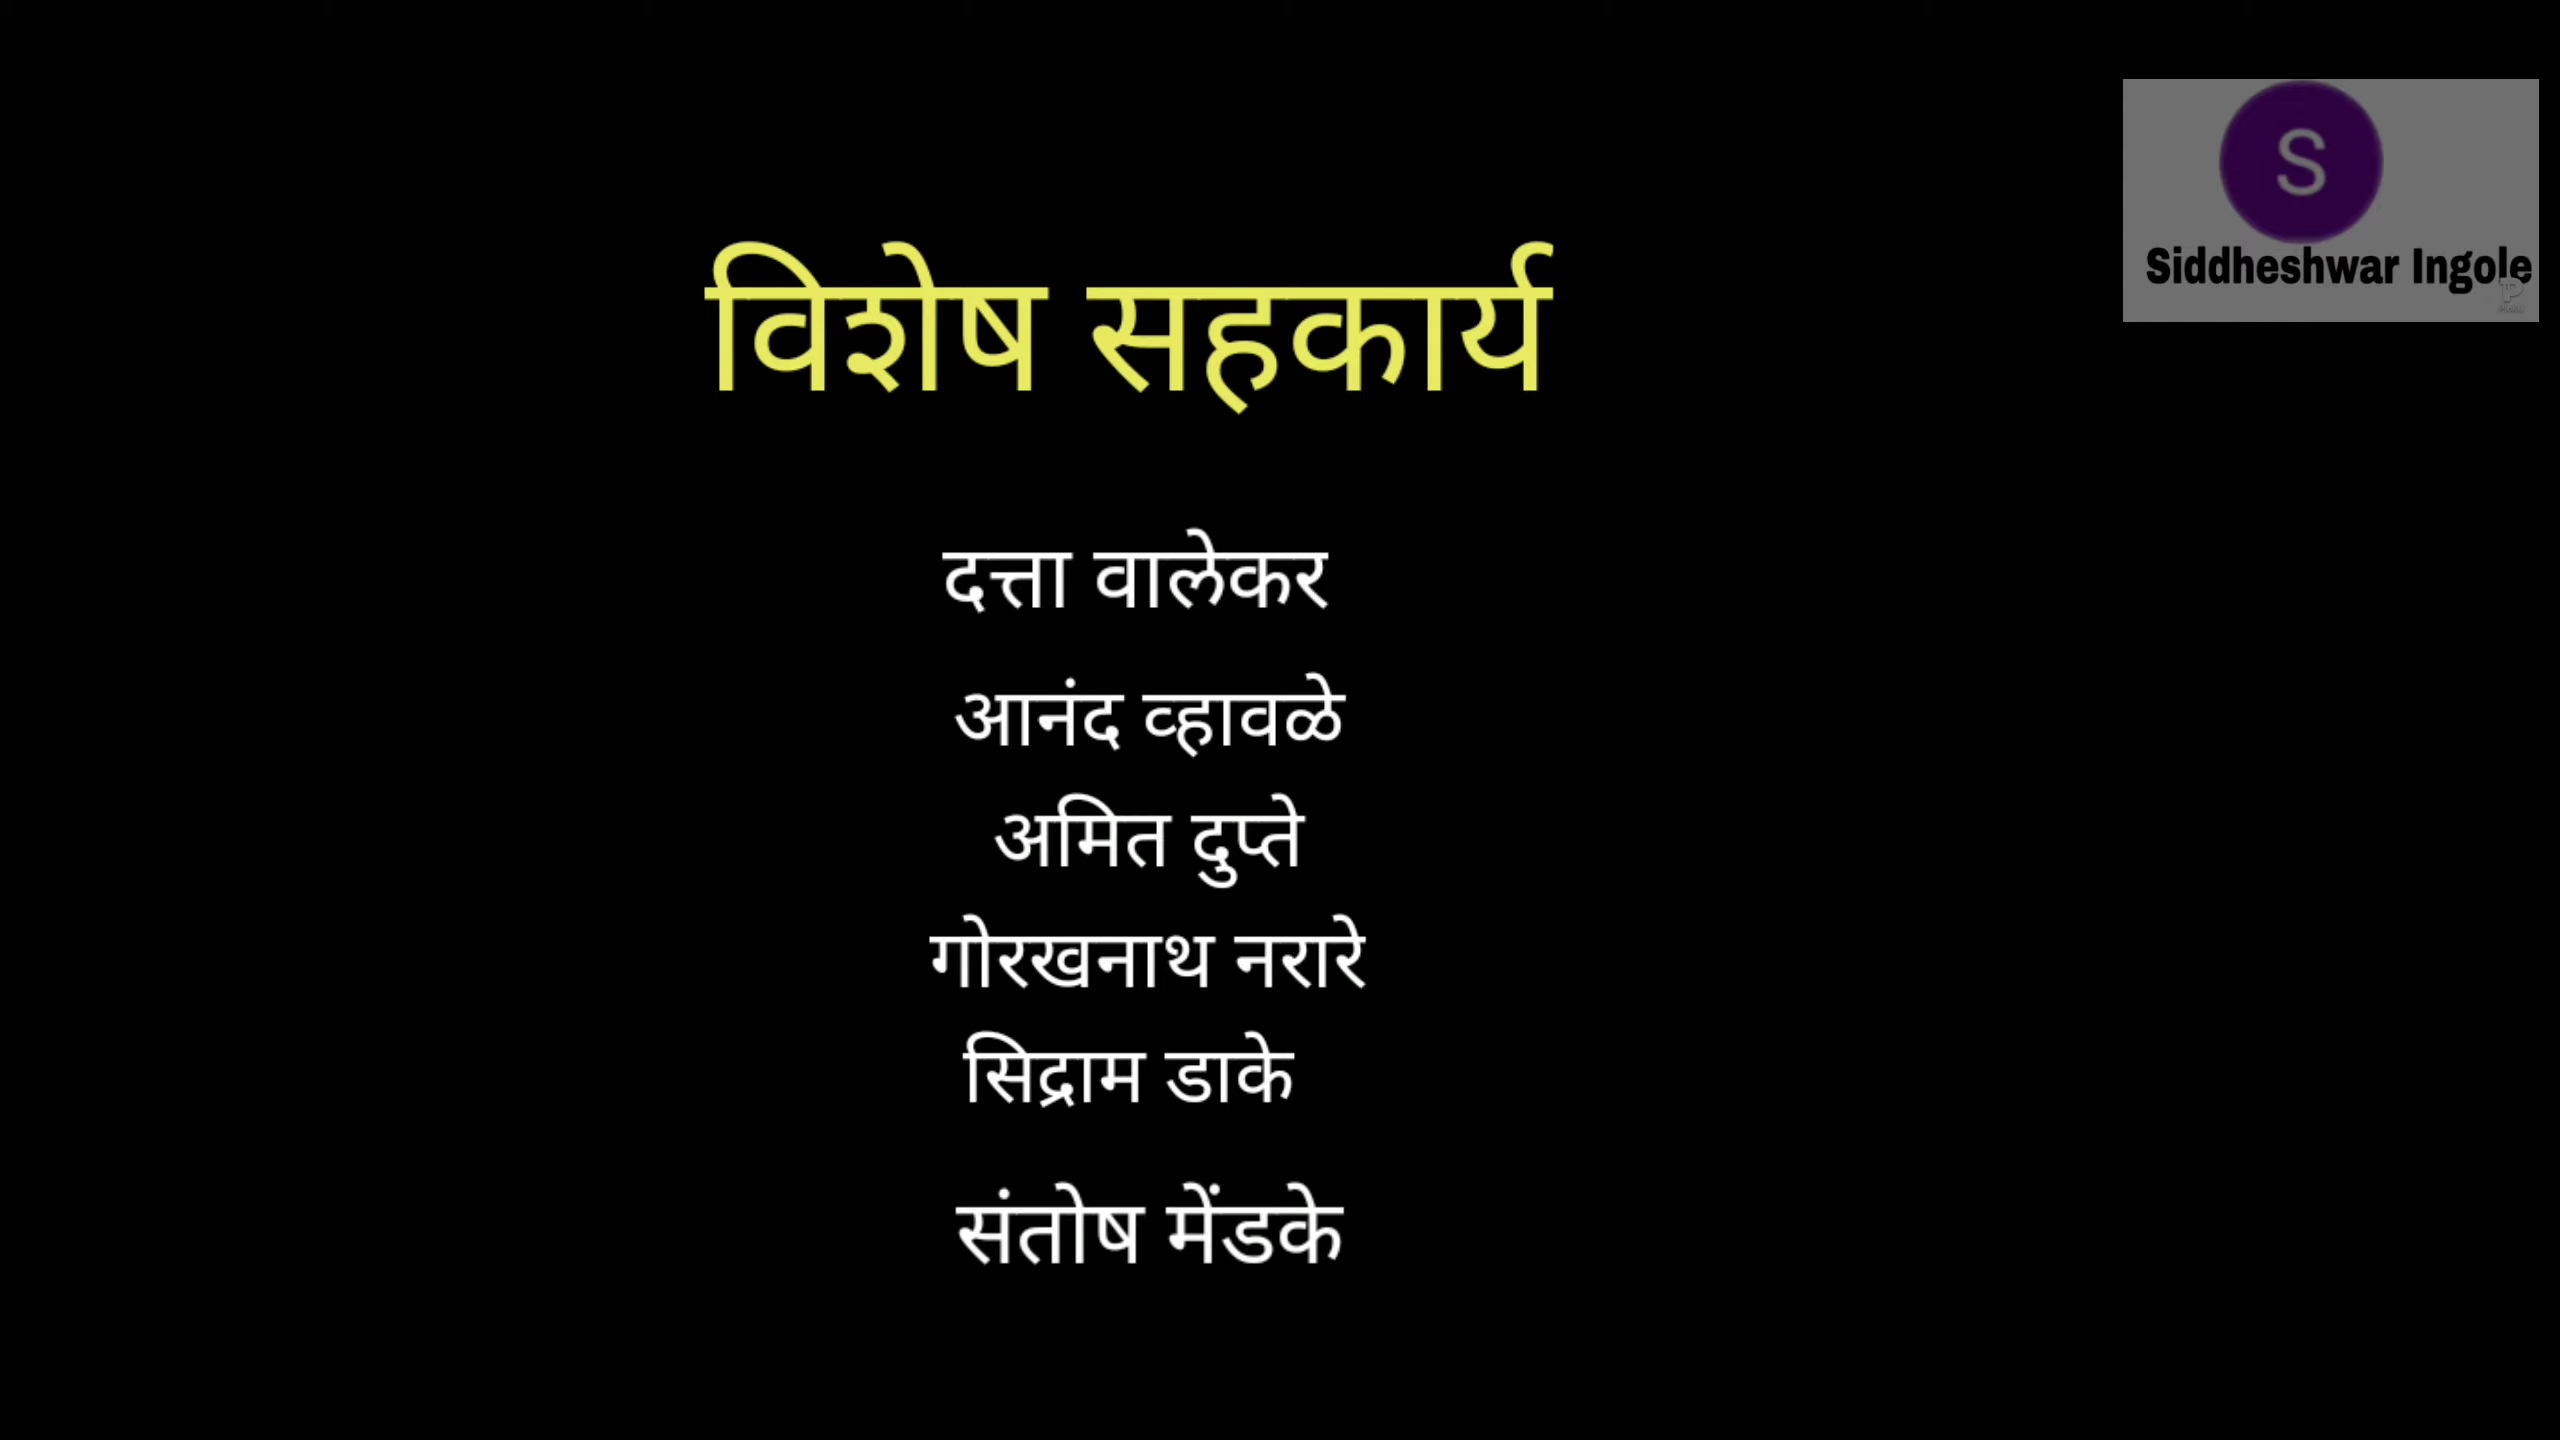 विशेष सहकार्य
S
Siddheshwar Ingole
दत्ता वालेकर
आनंद व्हावळे
अमित दुप्ते
गोरखनाथ नरारे
सिद्राम डाके
संतोष मेंडके